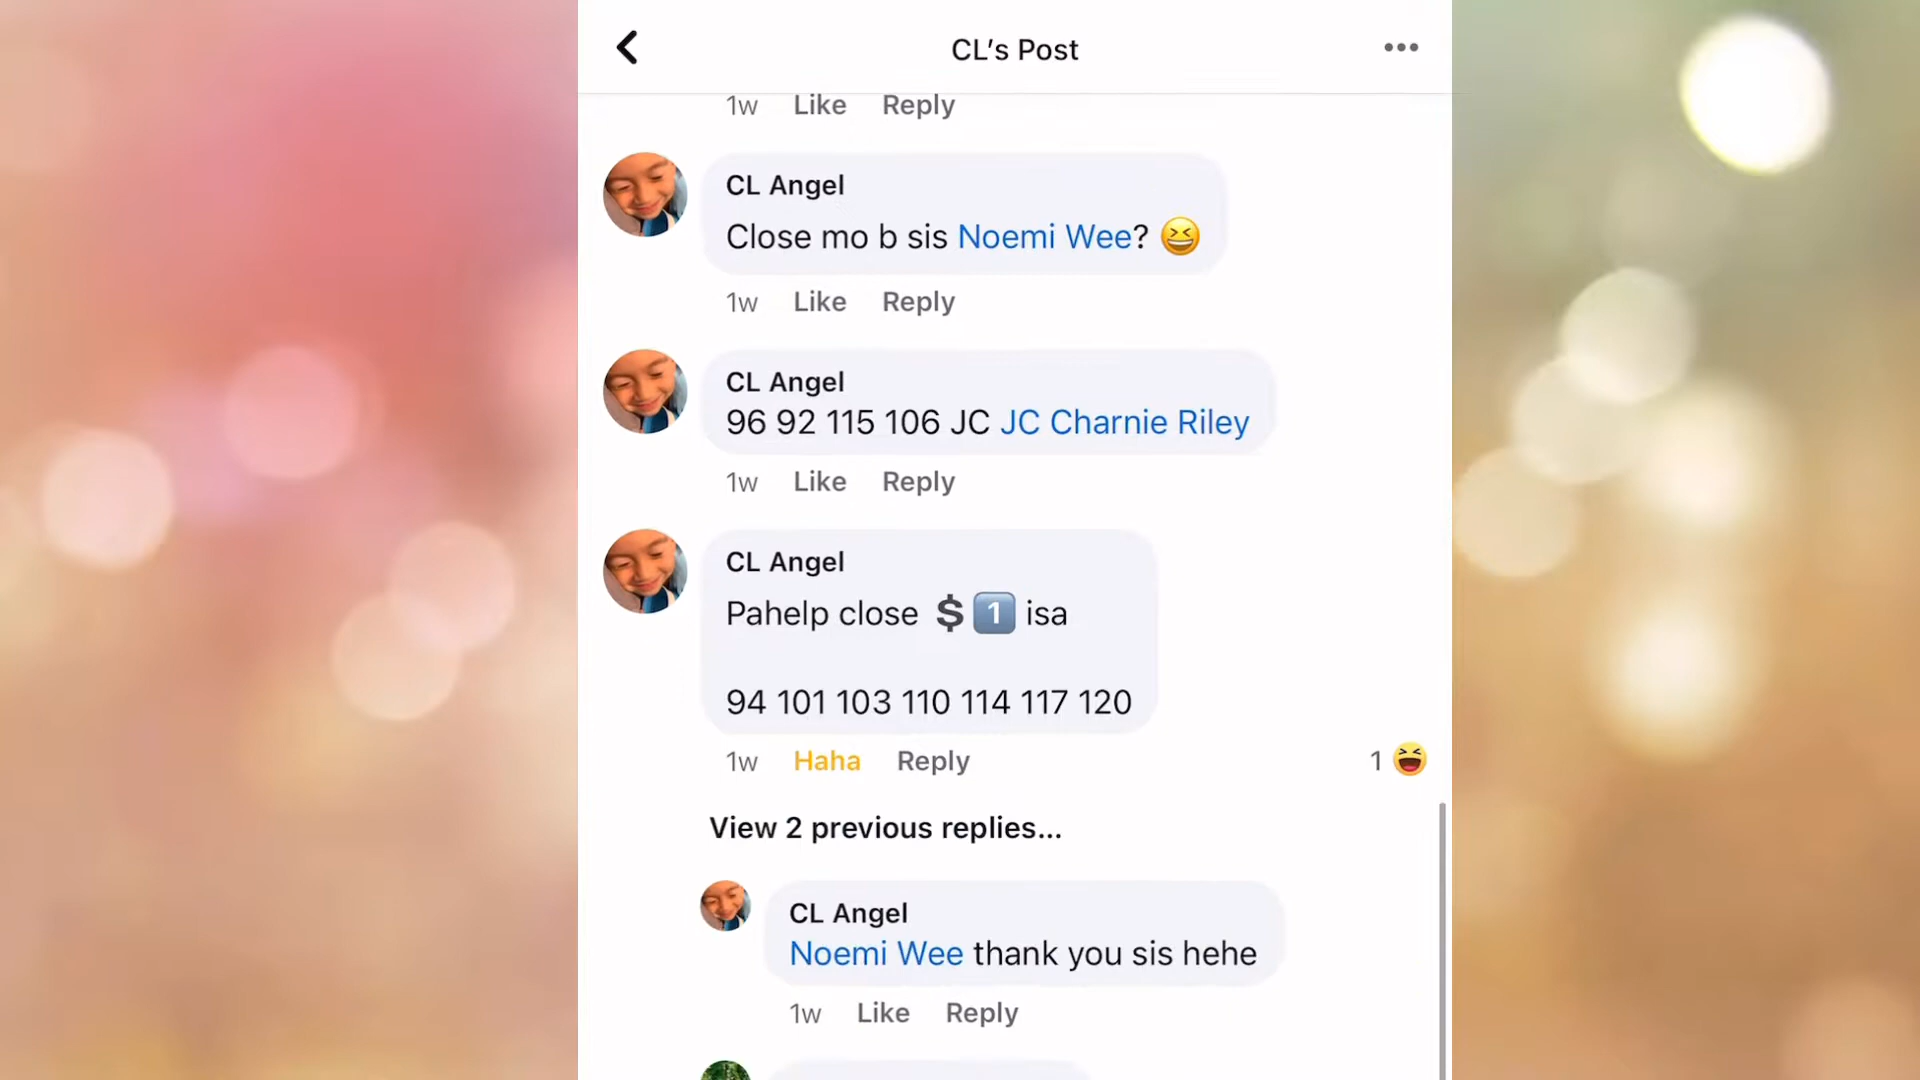 CL's Post
1w Like Reply
CL Angel
Close mo b sis Noemi Wee? 😆
1w Like Reply
CL Angel
96 92 115 106 JC JC Charnie Riley
1w Like Reply
CL Angel
Pahelp close 💲1️⃣ isa
94 101 103 110 114 117 120
1w Haha Reply 1 😆
View 2 previous replies...
CL Angel
Noemi Wee thank you sis hehe
1w Like Reply